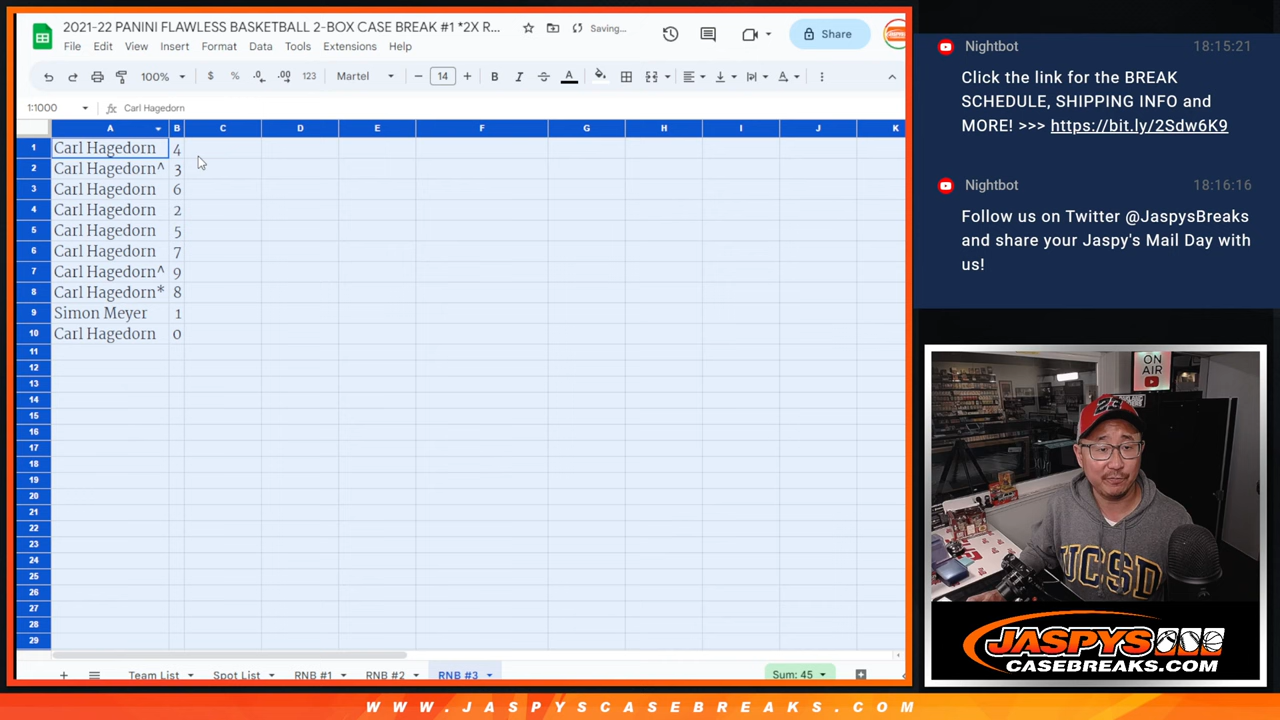 2021-22 PANINI FLAWLESS BASKETBALL 2-BOX CASE BREAK #1 *2X R...
Saving...
Share
File Edit View Insert Format Data Tools Extensions Help
100% $ % .0 .00 123 Martel 14 B I A
1:1000 fx Carl Hagedorn
A B C D E F G H I J K
1 Carl Hagedorn 4
2 Carl Hagedorn^ 3
3 Carl Hagedorn 6
4 Carl Hagedorn 2
5 Carl Hagedorn 5
6 Carl Hagedorn 7
7 Carl Hagedorn^ 9
8 Carl Hagedorn* 8
9 Simon Meyer 1
10 Carl Hagedorn 0
11
12
13
14
15
16
17
18
19
20
21
22
23
24
25
26
27
28
29
Team List Spot List RNB #1 RNB #2 RNB #3 Sum: 45
Nightbot 18:15:21
Click the link for the BREAK
SCHEDULE, SHIPPING INFO and
MORE! >>> https://bit.ly/2Sdw6K9
Nightbot 18:16:16
Follow us on Twitter @JaspysBreaks
and share your Jaspy's Mail Day with
us!
ON
AIR
23
UCSD
JASPYS
CASEBREAKS.COM
WWW.JASPYSCASEBREAKS.COM